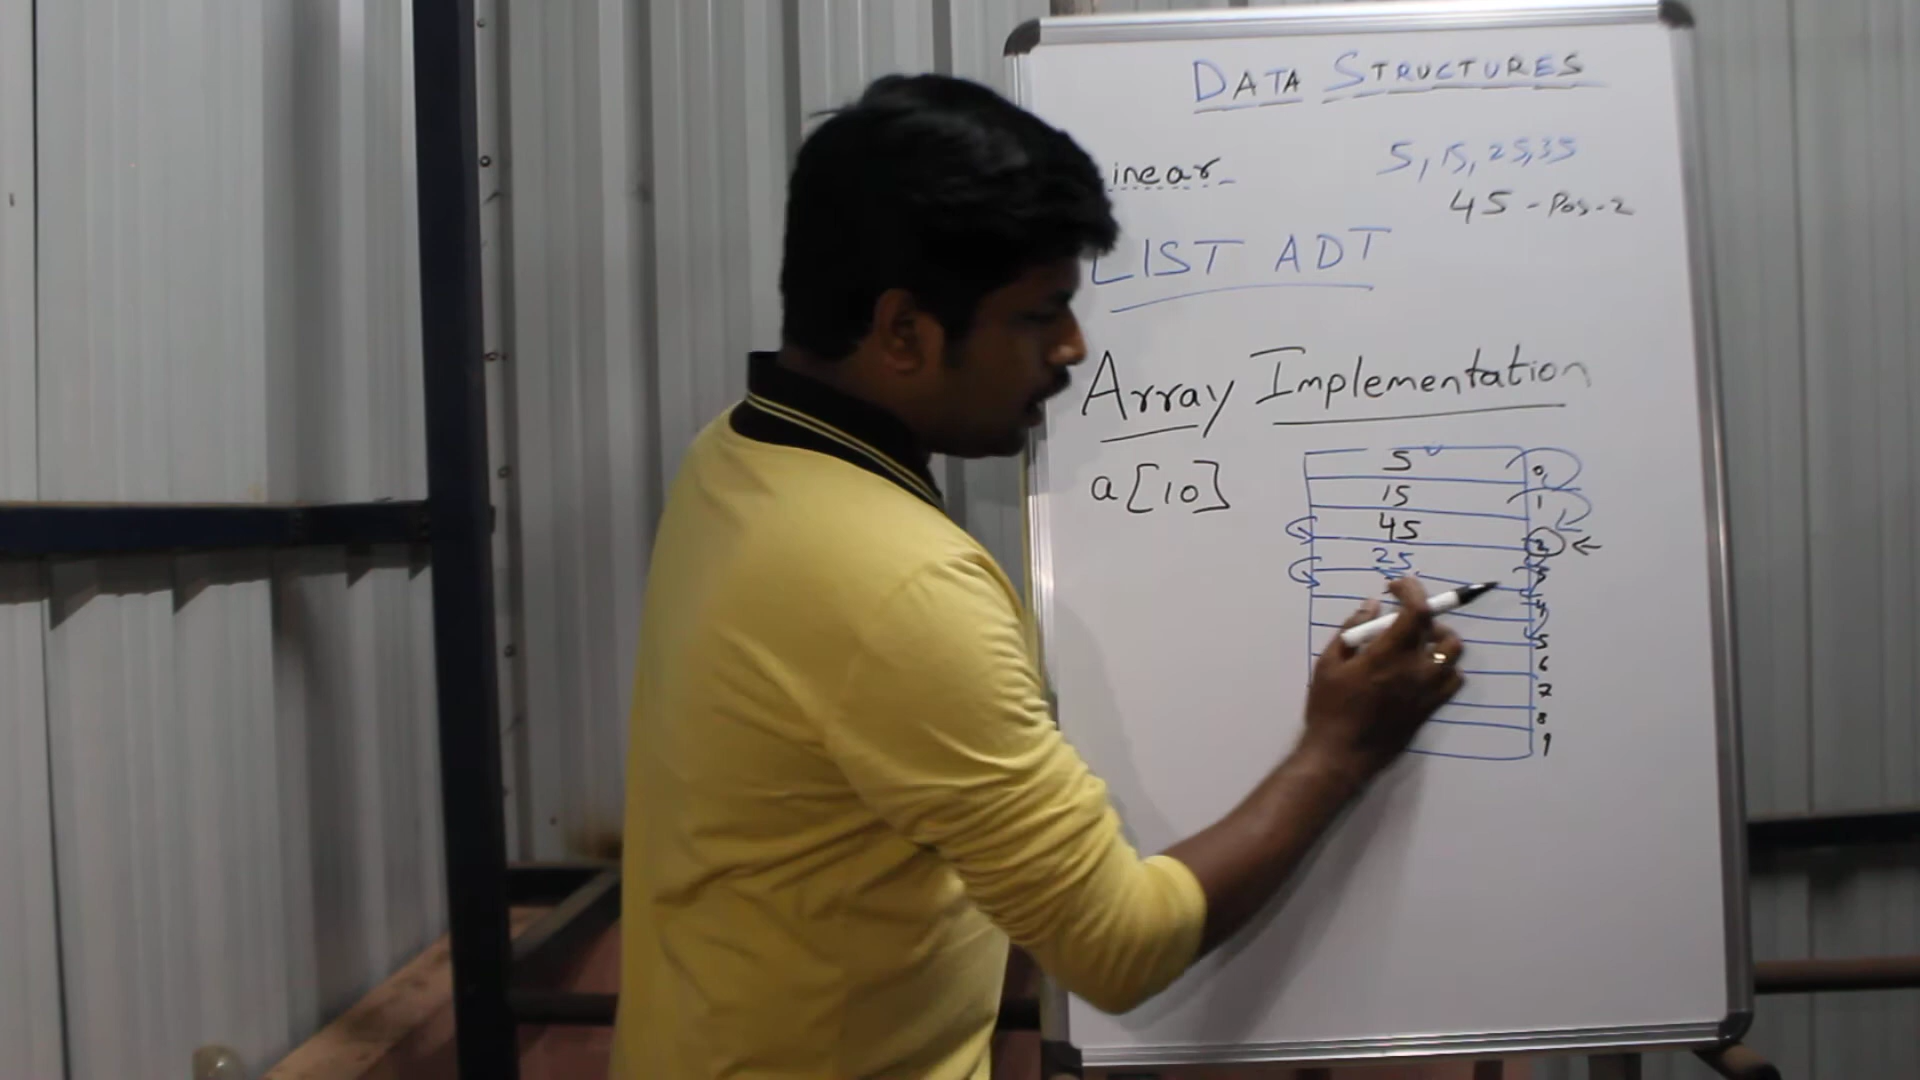 DATA STRUCTURES
inear
5, 15, 25, 35
45 - Pos - 2
LIST ADT
Array Implementation
a[10]
5 0
15 1
45 2
25 3
4
5
6
7
8
9